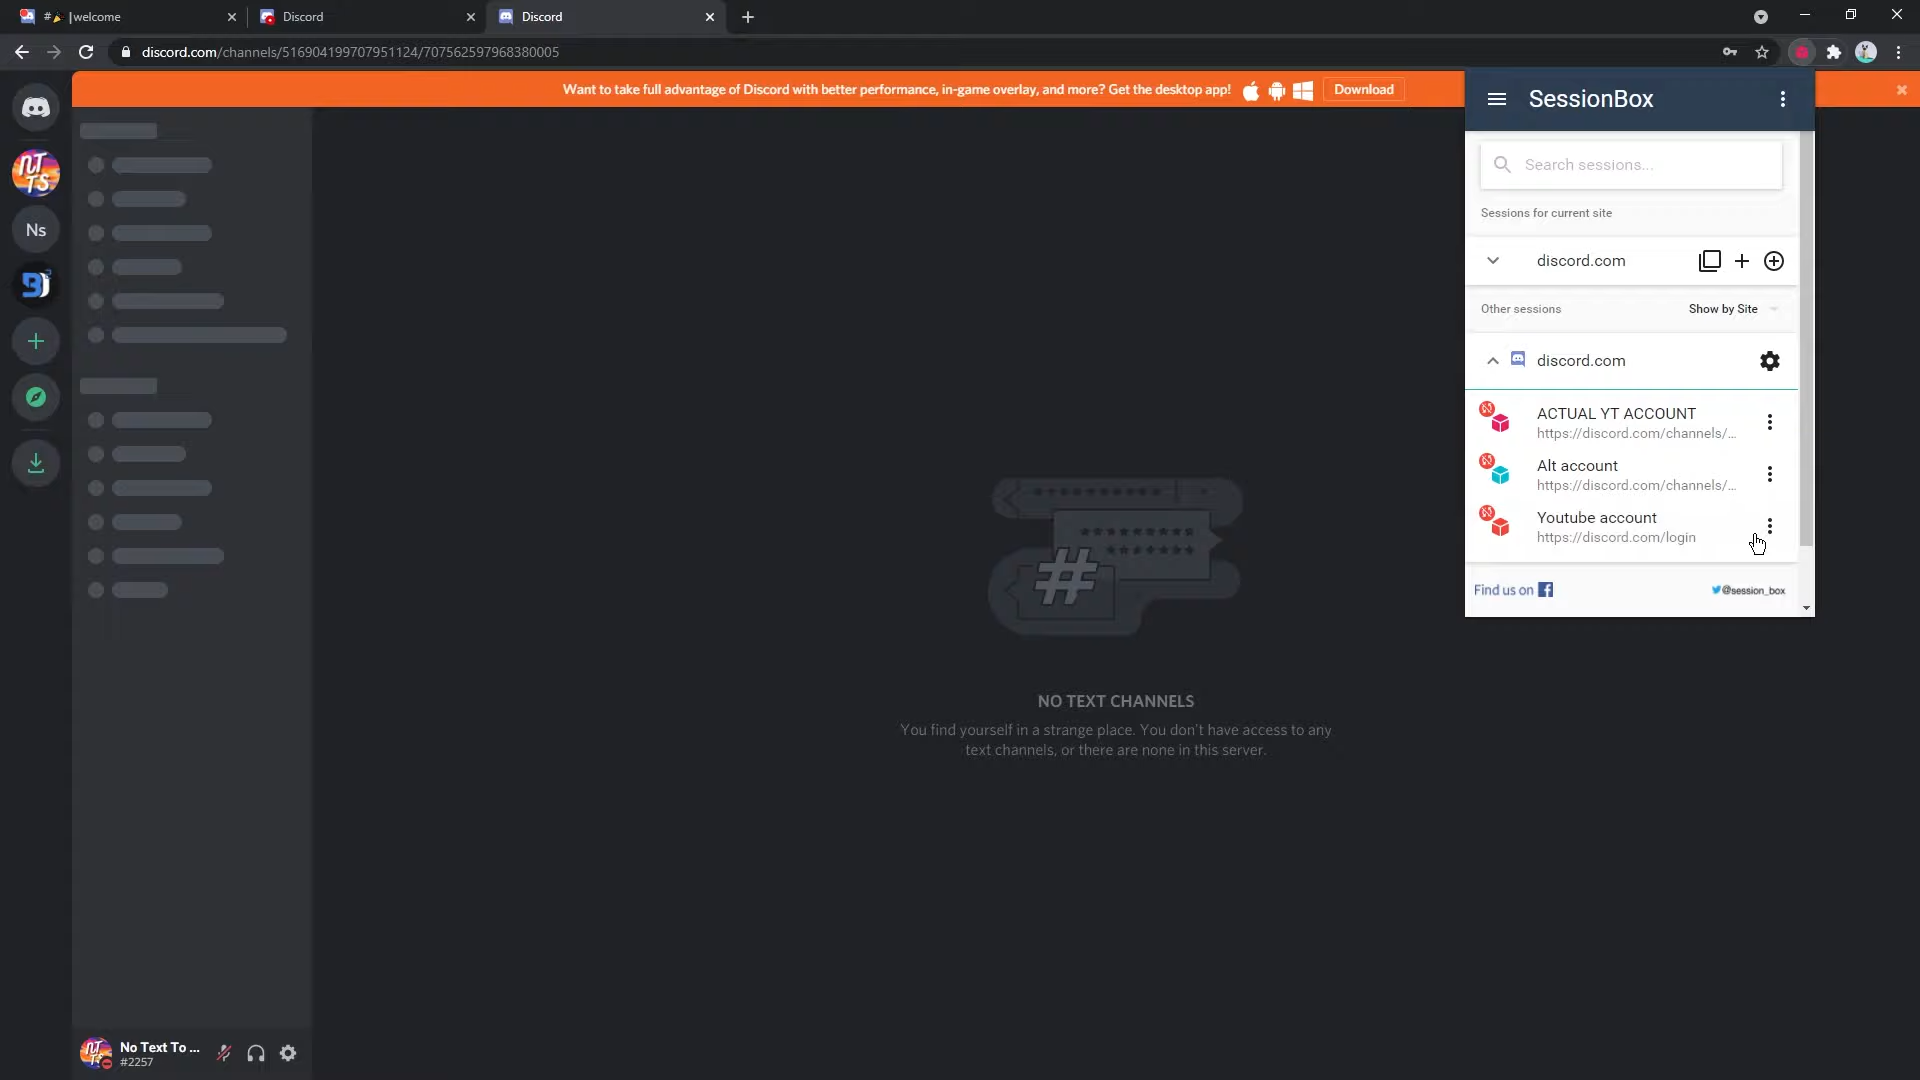 # |welcome
Discord
Discord
discord.com/channels/516904199707951124/707562597968380005
Want to take full advantage of Discord with better performance, in-game overlay, and more? Get the desktop app!
Download
SessionBox
Search sessions...
Sessions for current site
discord.com
Other sessions
Show by Site
discord.com
ACTUAL YT ACCOUNT
https://discord.com/channels/...
Alt account
https://discord.com/channels/...
Youtube account
https://discord.com/login
Find us on
@session_box
NT
TS
Ns
#
NO TEXT CHANNELS
You find yourself in a strange place. You don't have access to any
text channels, or there are none in this server.
No Text To ...
#2257